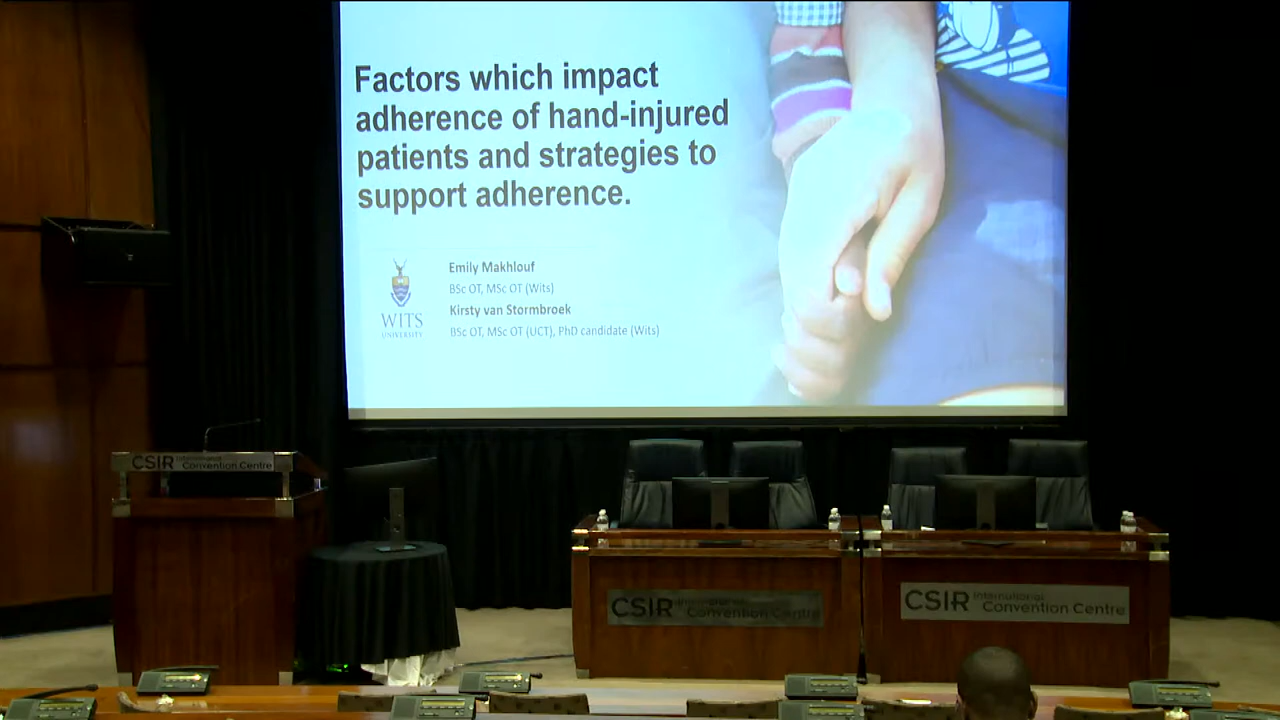 Factors which impact
adherence of hand-injured
patients and strategies to
support adherence.
Emily Makhlouf
BSc OT, MSc OT (Wits)
Kirsty van Stormbroek
BSc OT, MSc OT (UCT), PhD candidate (Wits)
WITS
UNIVERSITY
CSIR International
Convention Centre
CSIR International
Convention Centre
CSIR International
Convention Centre